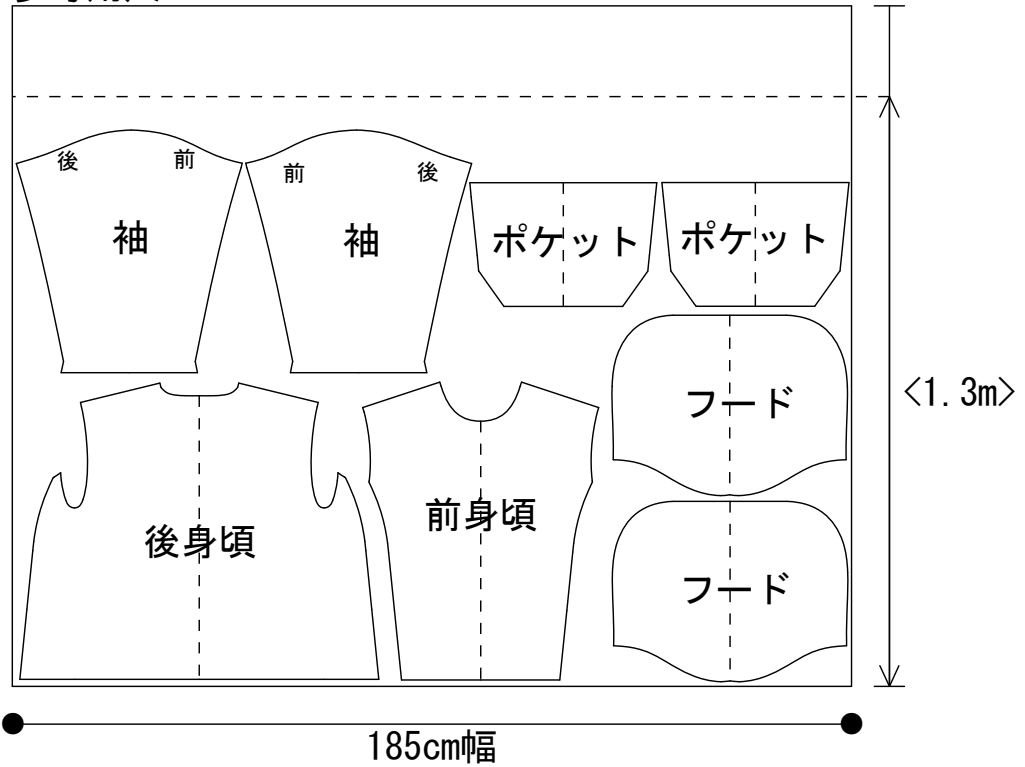 後
前
前
後
袖
袖
ポケット
ポケット
フード
<1.3m>
後身頃
前身頃
フード
185cm幅